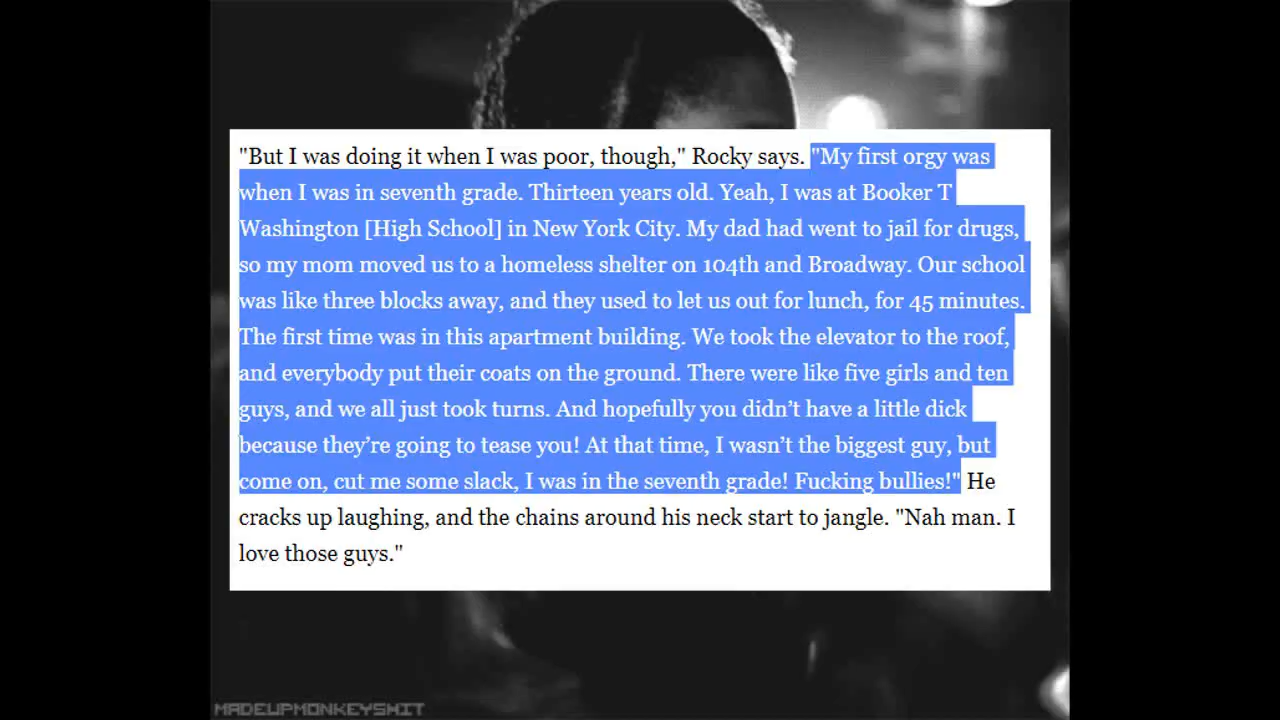 "But I was doing it when I was poor, though," Rocky says. "My first orgy was
when I was in seventh grade. Thirteen years old. Yeah, I was at Booker T
Washington [High School] in New York City. My dad had went to jail for drugs,
so my mom moved us to a homeless shelter on 104th and Broadway. Our school
was like three blocks away, and they used to let us out for lunch, for 45 minutes.
The first time was in this apartment building. We took the elevator to the roof,
and everybody put their coats on the ground. There were like five girls and ten
guys, and we all just took turns. And hopefully you didn’t have a little dick
because they’re going to tease you! At that time, I wasn’t the biggest guy, but
come on, cut me some slack, I was in the seventh grade! Fucking bullies!" He
cracks up laughing, and the chains around his neck start to jangle. "Nah man. I
love those guys."
MADEUPMONKEYSHIT